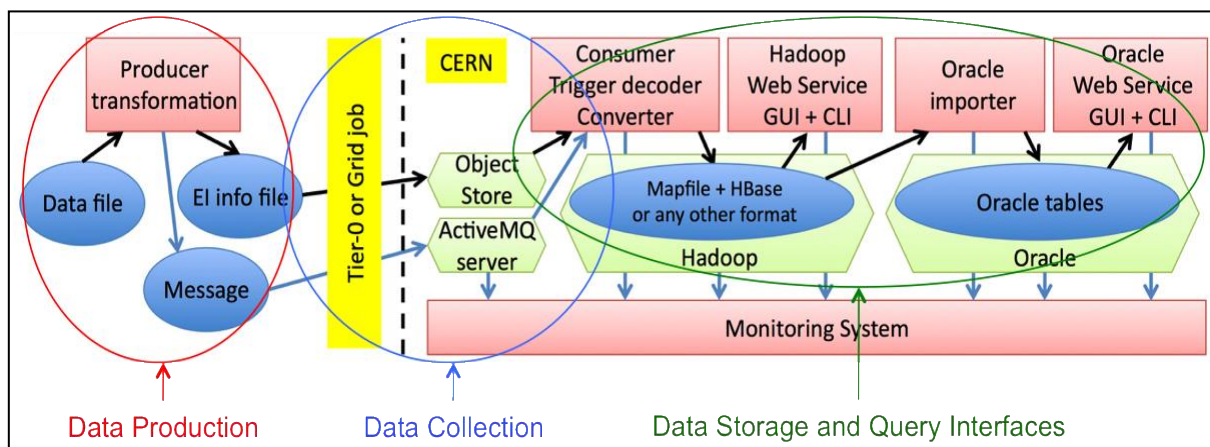 Producer
transformation
Data file
EI info file
Message
Tier-0 or Grid job
CERN
Object
Store
ActiveMQ
server
Consumer
Trigger decoder
Converter
Hadoop
Web Service
GUI + CLI
Oracle
importer
Oracle
Web Service
GUI + CLI
Mapfile + HBase
or any other format
Hadoop
Oracle tables
Oracle
Monitoring System
Data Production
Data Collection
Data Storage and Query Interfaces